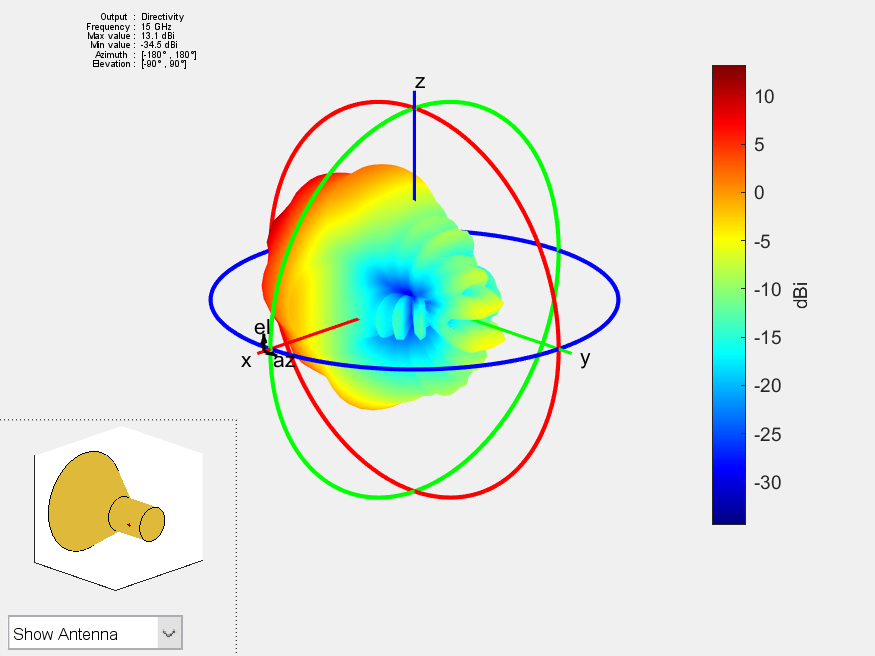 Output : Directivity
Frequency : 15 GHz
Max value : 13.1 dBi
Min value : -34.5 dBi
Azimuth : [-180° , 180°]
Elevation : [-90° , 90°]
z
10
5
0
-5
-10
-15
-20
-25
-30
dBi
el
x
az
y
Show Antenna